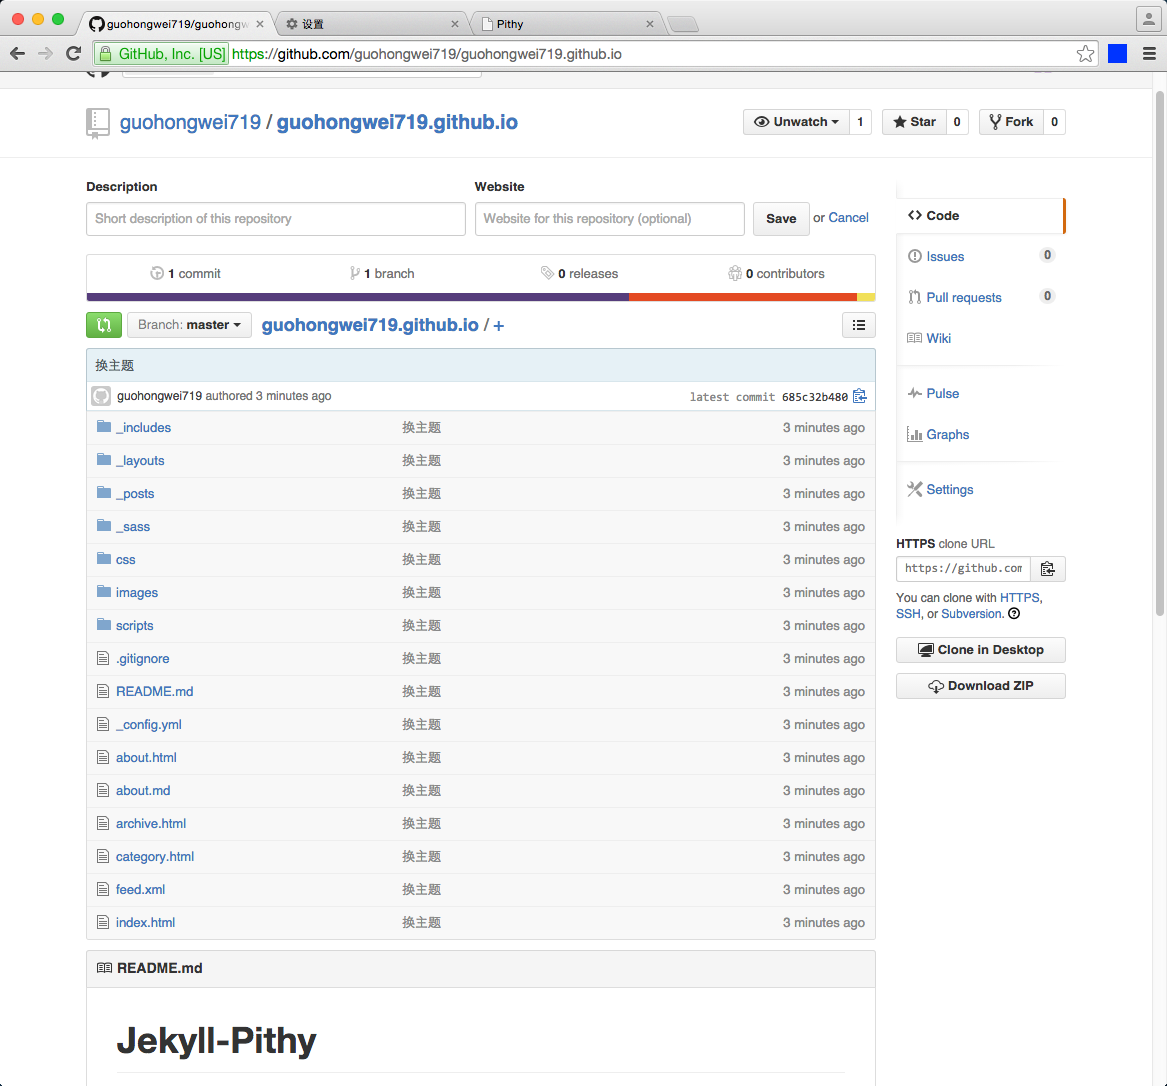 guohongwei719/guohongw
设置
Pithy
GitHub, Inc. [US] https://github.com/guohongwei719/guohongwei719.github.io
guohongwei719 / guohongwei719.github.io
Unwatch 1 Star 0 Fork 0
Description Website
Short description of this repository Website for this repository (optional) Save or Cancel
1 commit 1 branch 0 releases 0 contributors
Branch: master guohongwei719.github.io / +
换主题
guohongwei719 authored 3 minutes ago latest commit 685c32b480
_includes 换主题 3 minutes ago
_layouts 换主题 3 minutes ago
_posts 换主题 3 minutes ago
_sass 换主题 3 minutes ago
css 换主题 3 minutes ago
images 换主题 3 minutes ago
scripts 换主题 3 minutes ago
.gitignore 换主题 3 minutes ago
README.md 换主题 3 minutes ago
_config.yml 换主题 3 minutes ago
about.html 换主题 3 minutes ago
about.md 换主题 3 minutes ago
archive.html 换主题 3 minutes ago
category.html 换主题 3 minutes ago
feed.xml 换主题 3 minutes ago
index.html 换主题 3 minutes ago
README.md
Jekyll-Pithy
Code
Issues 0
Pull requests 0
Wiki
Pulse
Graphs
Settings
HTTPS clone URL
https://github.com
You can clone with HTTPS,
SSH, or Subversion.
Clone in Desktop
Download ZIP